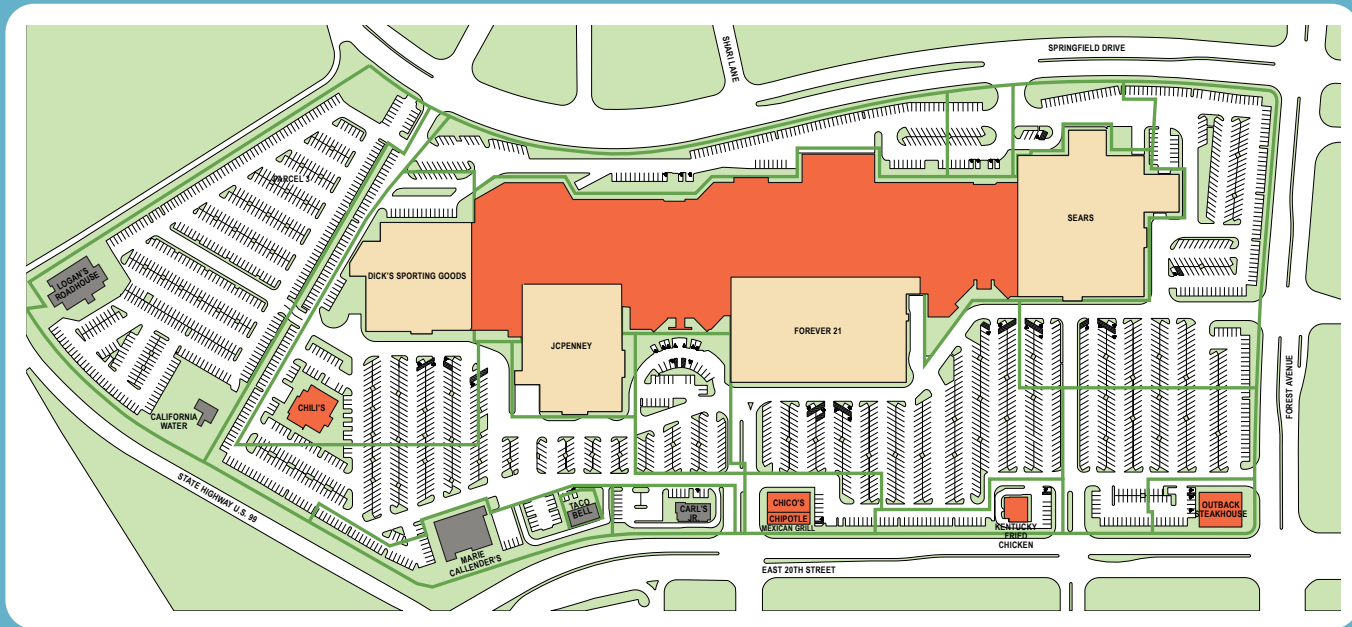 SPRINGFIELD DRIVE
SHARI LANE
PARCEL 5
SEARS
LOGAN'S
ROADHOUSE
DICK'S SPORTING GOODS
FOREVER 21
JCPENNEY
FOREST AVENUE
CHILI'S
CALIFORNIA
WATER
STATE HIGHWAY U.S. 99
TACO
BELL
CARL'S
JR.
CHICO'S
CHIPOTLE
MEXICAN GRILL
KENTUCKY
FRIED
CHICKEN
OUTBACK
STEAKHOUSE
MARIE
CALLENDER'S
EAST 20TH STREET